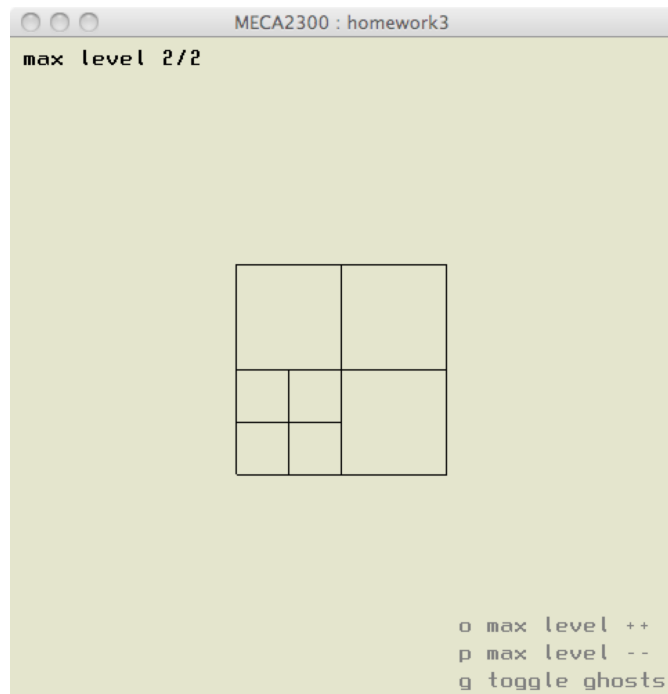 MECA2300 : homework3
max level 2/2
o max level ++
p max level --
g toggle ghosts